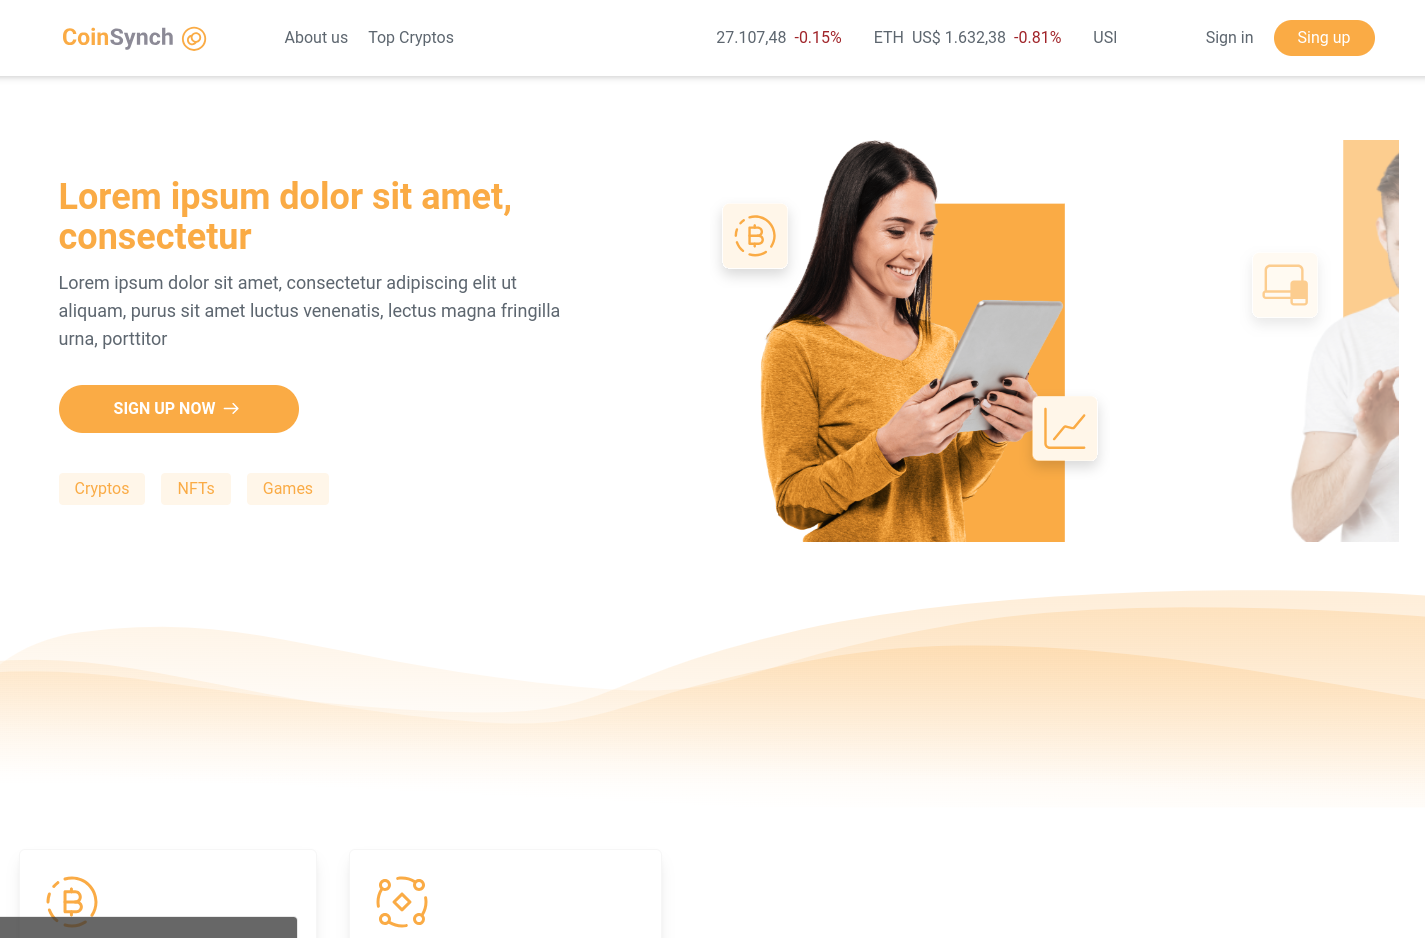 CoinSynch
About us Top Cryptos
27.107,48 -0.15% ETH US$ 1.632,38 -0.81% USI
Sign in Sing up
Lorem ipsum dolor sit amet,
consectetur
Lorem ipsum dolor sit amet, consectetur adipiscing elit ut
aliquam, purus sit amet luctus venenatis, lectus magna fringilla
urna, porttitor
SIGN UP NOW →
Cryptos NFTs Games